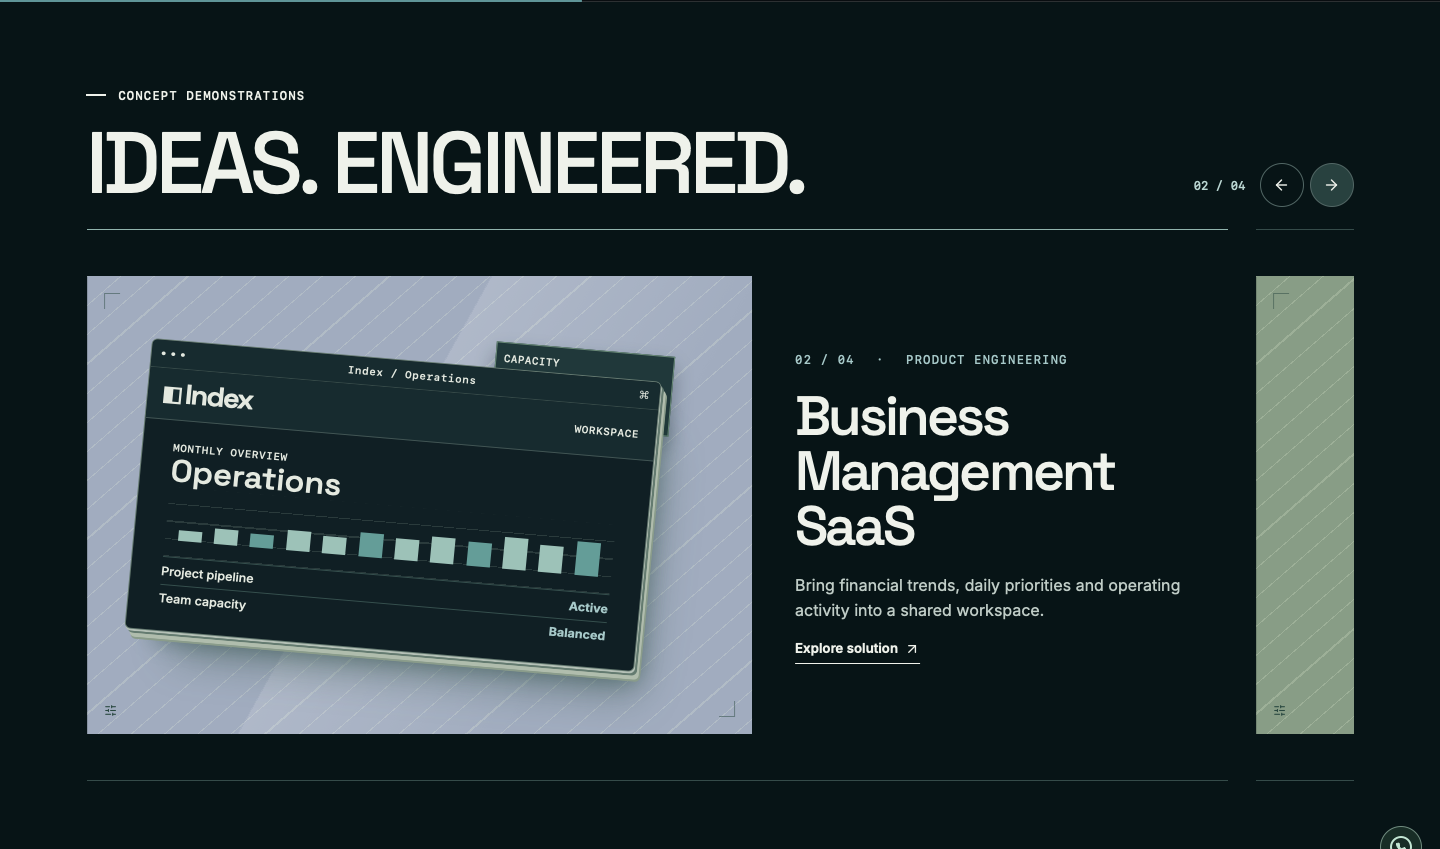 CONCEPT DEMONSTRATIONS
IDEAS. ENGINEERED.
02 / 04
CAPACITY
Index / Operations
⌘
Index
WORKSPACE
MONTHLY OVERVIEW
Operations
Project pipeline
Active
Team capacity
Balanced
02 / 04 · PRODUCT ENGINEERING
Business
Management
SaaS
Bring financial trends, daily priorities and operating
activity into a shared workspace.
Explore solution